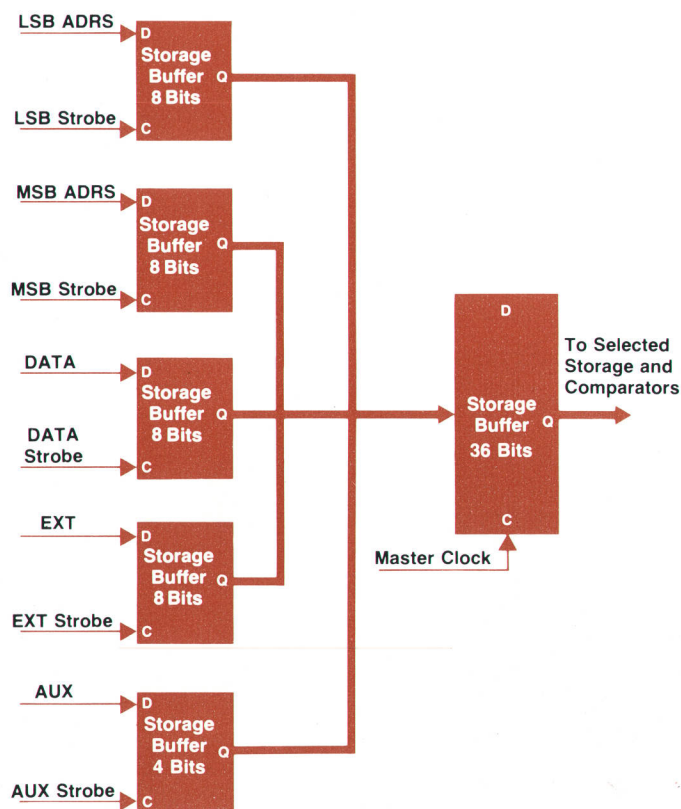 LSB ADRS
D
Storage
Buffer
8 Bits
Q
LSB Strobe
C
MSB ADRS
D
Storage
Buffer
8 Bits
Q
MSB Strobe
C
DATA
D
Storage
Buffer
8 Bits
Q
DATA
Strobe
C
EXT
D
Storage
Buffer
8 Bits
Q
EXT Strobe
C
AUX
D
Storage
Buffer
4 Bits
Q
AUX Strobe
C
D
Storage
Buffer
36 Bits
Q
C
Master Clock
To Selected
Storage and
Comparators